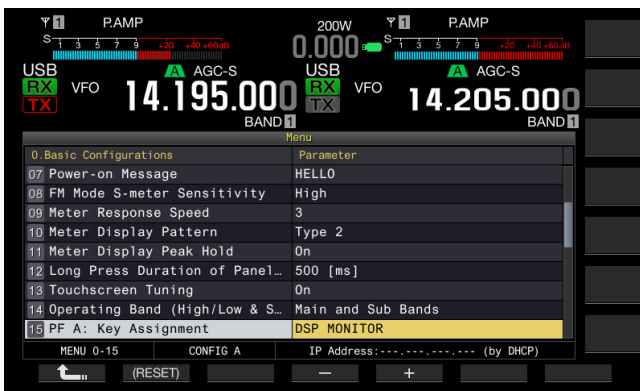 1 P.AMP 200W 1 P.AMP
S 1 3 5 7 9 +20 +40 +60dB 0.000 S 1 3 5 7 9 +20 +40 +60dB
USB A AGC-S USB A AGC-S
RX VFO 14.195.000 RX VFO 14.205.000
TX TX
BAND 1 BAND 1
Menu
0.Basic Configurations Parameter
07 Power-on Message HELLO
08 FM Mode S-meter Sensitivity High
09 Meter Response Speed 3
10 Meter Display Pattern Type 2
11 Meter Display Peak Hold On
12 Long Press Duration of Panel… 500 [ms]
13 Touchscreen Tuning On
14 Operating Band (High/Low & S… Main and Sub Bands
15 PF A: Key Assignment DSP MONITOR
MENU 0-15 CONFIG A IP Address:---.---.---.--- (by DHCP)
(RESET) − +